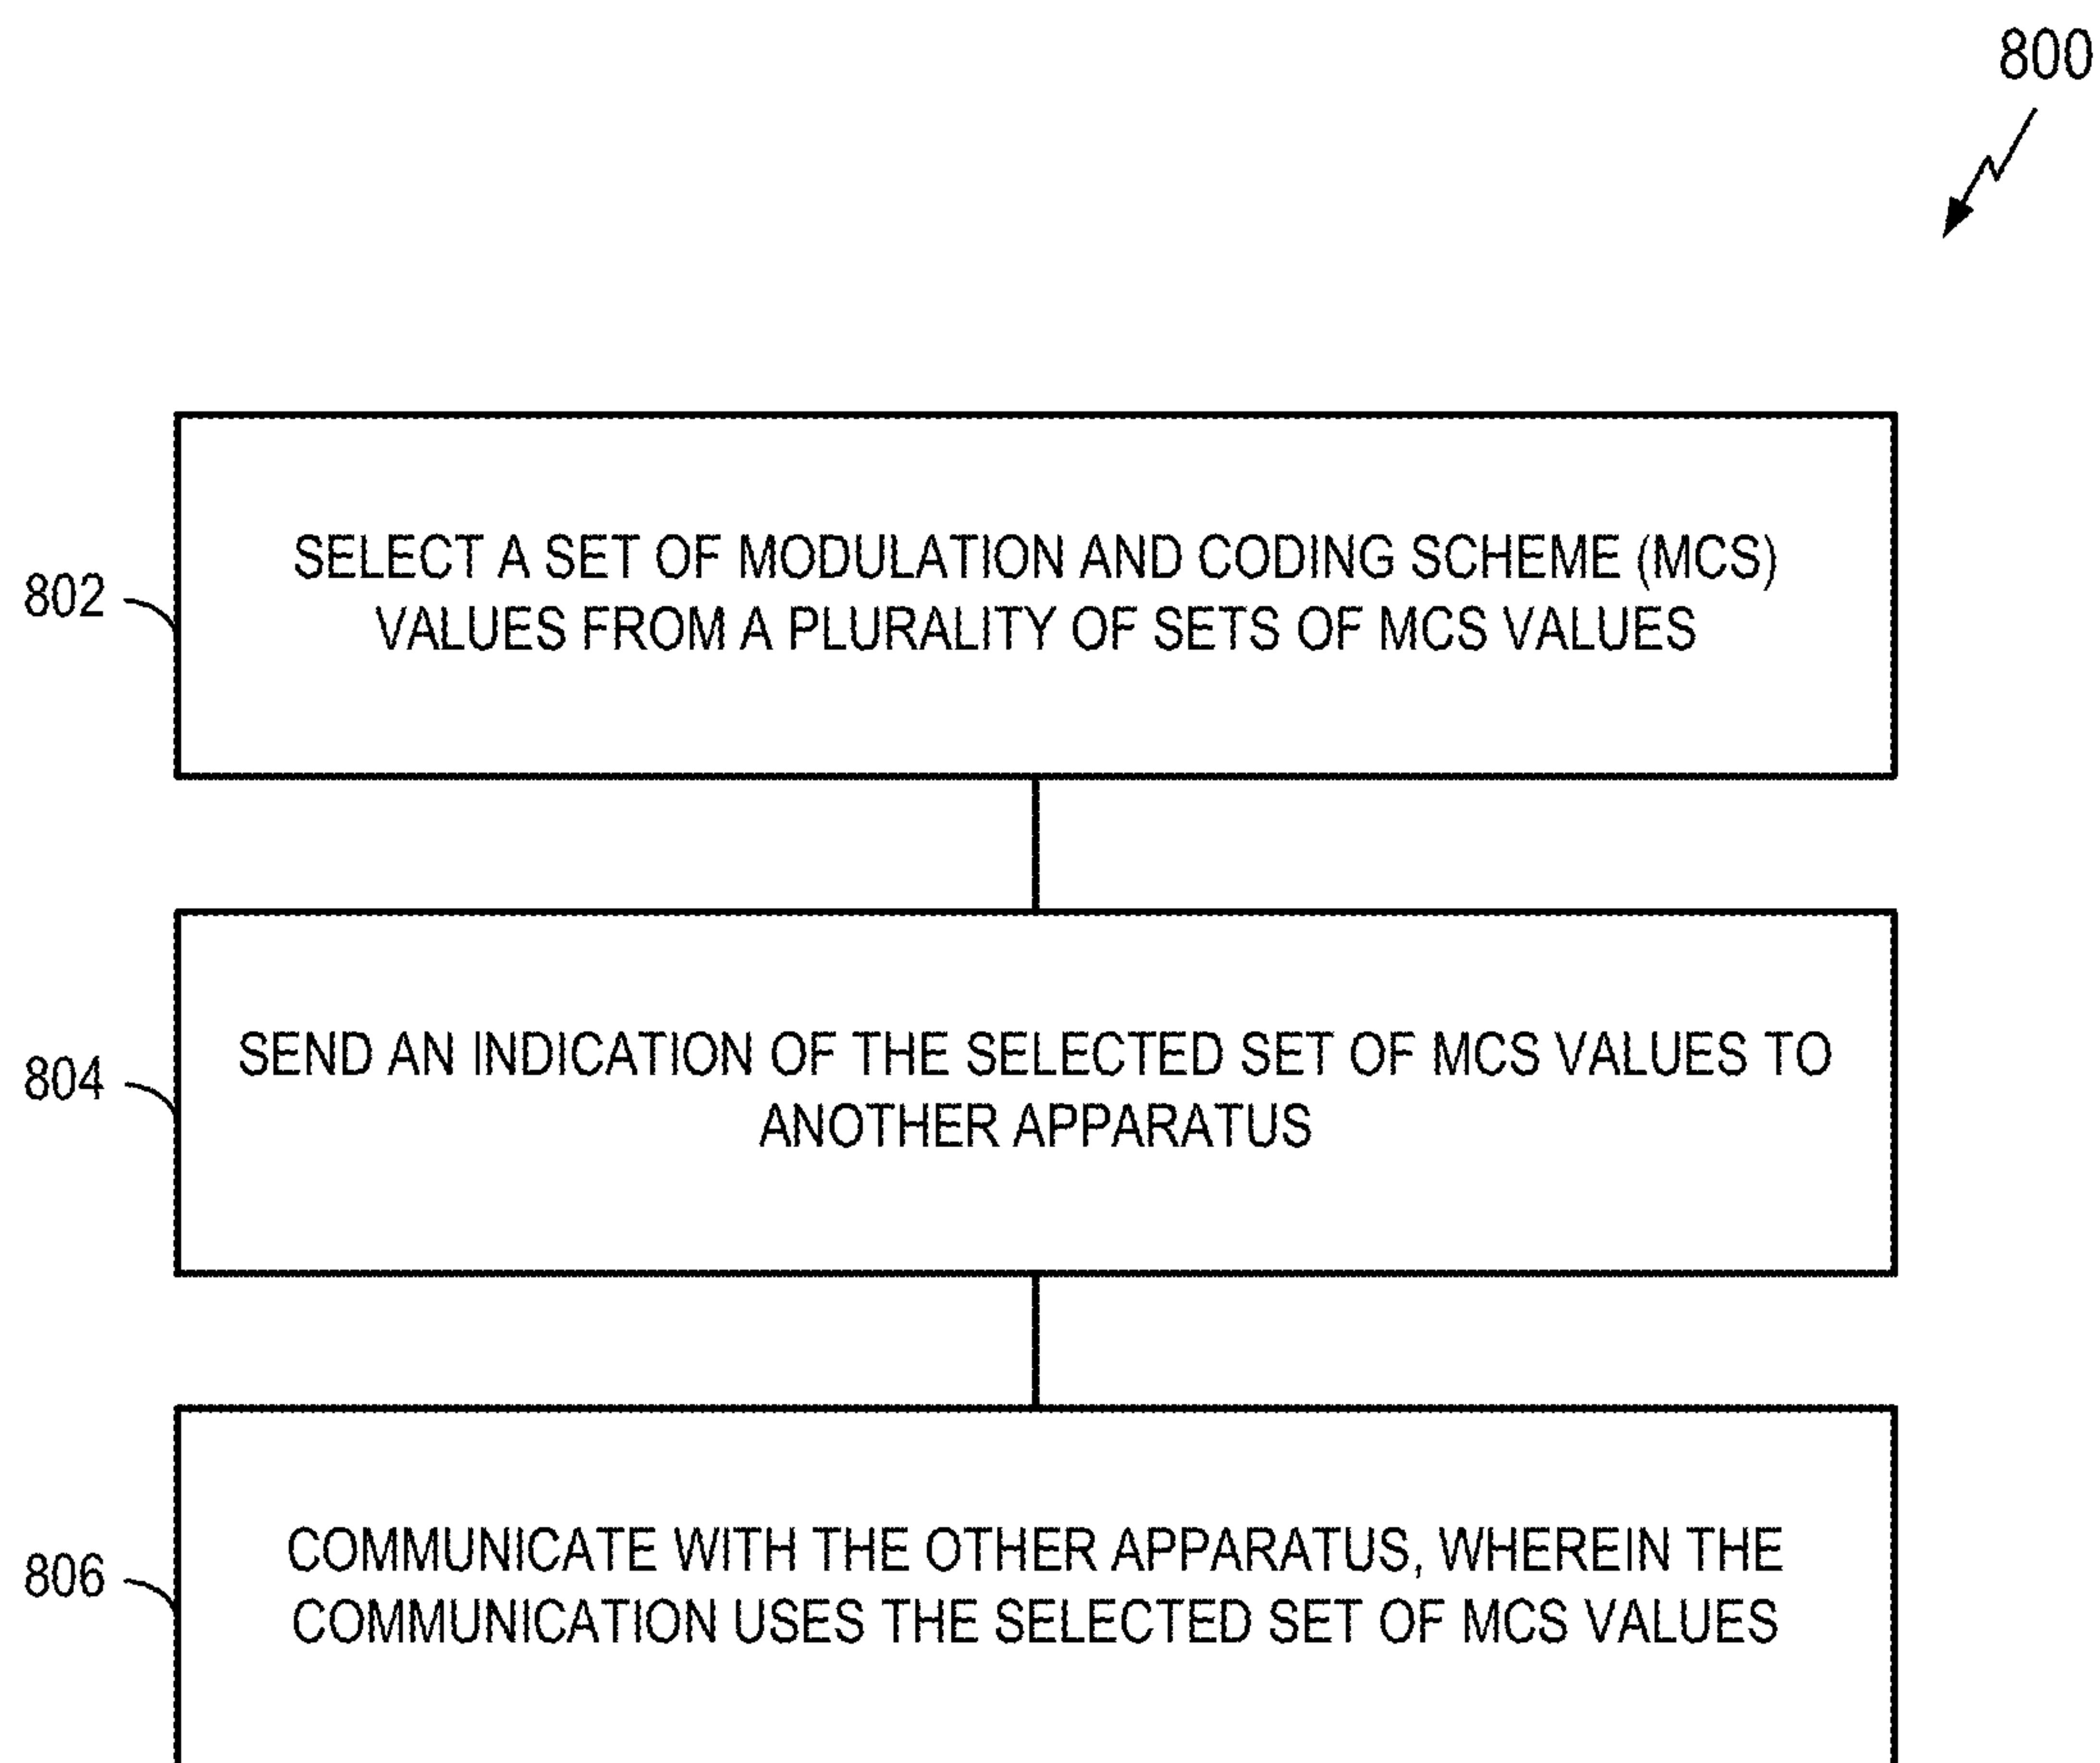 800
802
SELECT A SET OF MODULATION AND CODING SCHEME (MCS)
VALUES FROM A PLURALITY OF SETS OF MCS VALUES
804
SEND AN INDICATION OF THE SELECTED SET OF MCS VALUES TO
ANOTHER APPARATUS
806
COMMUNICATE WITH THE OTHER APPARATUS, WHEREIN THE
COMMUNICATION USES THE SELECTED SET OF MCS VALUES